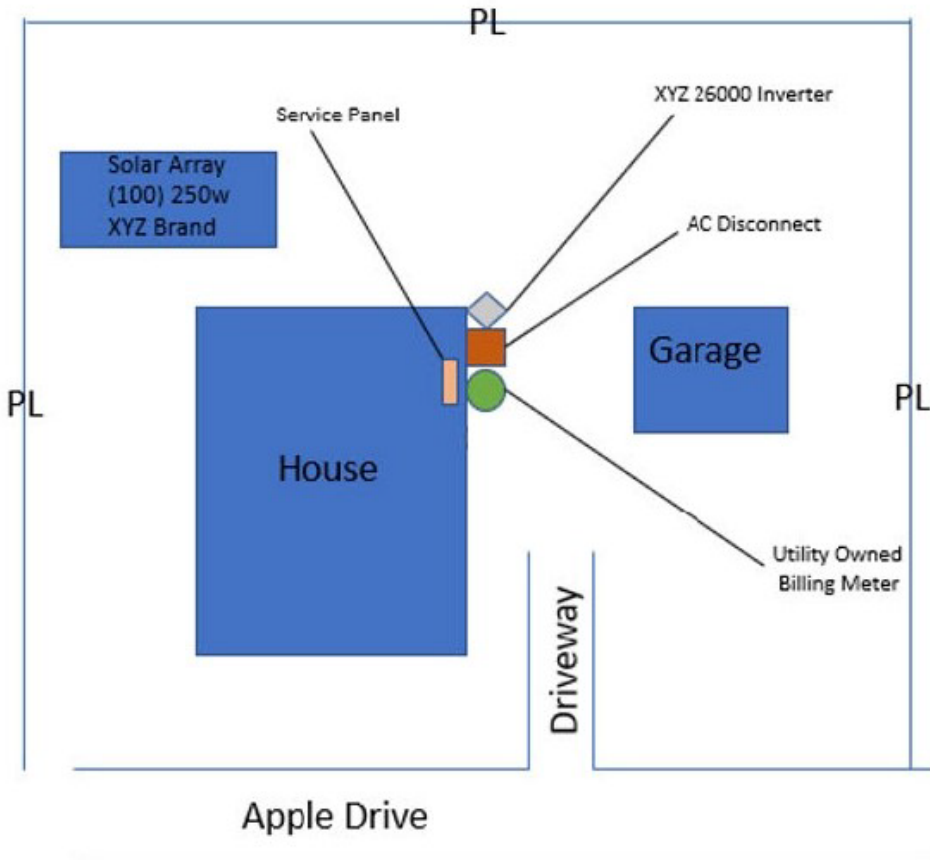 PL
XYZ 26000 Inverter
Service Panel
Solar Array
(100) 250w
XYZ Brand
AC Disconnect
Garage
PL
PL
House
Utility Owned
Billing Meter
Driveway
Apple Drive